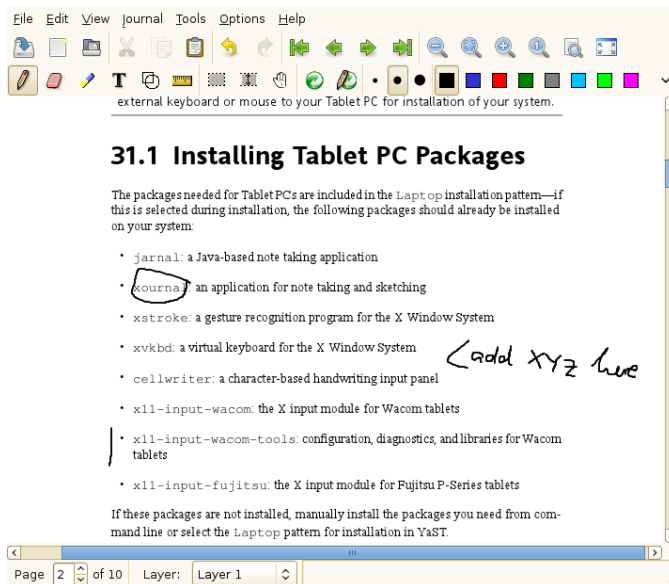 File Edit View Journal Tools Options Help
T
external keyboard or mouse to your Tablet PC for installation of your system.
31.1 Installing Tablet PC Packages
The packages needed for Tablet PCs are included in the Laptop installation pattern—if
this is selected during installation, the following packages should already be installed
on your system:
• jarnal: a Java-based note taking application
• xournal: an application for note taking and sketching
• xstroke: a gesture recognition program for the X Window System
• xvkbd: a virtual keyboard for the X Window System
<add XYZ here
• cellwriter: a character-based handwriting input panel
• x11-input-wacom: the X input module for Wacom tablets
• x11-input-wacom-tools: configuration, diagnostics, and libraries for Wacom
tablets
• x11-input-fujitsu: the X input module for Fujitsu P-Series tablets
If these packages are not installed, manually install the packages you need from com-
mand line or select the Laptop pattern for installation in YaST.
Page 2 of 10 Layer: Layer 1